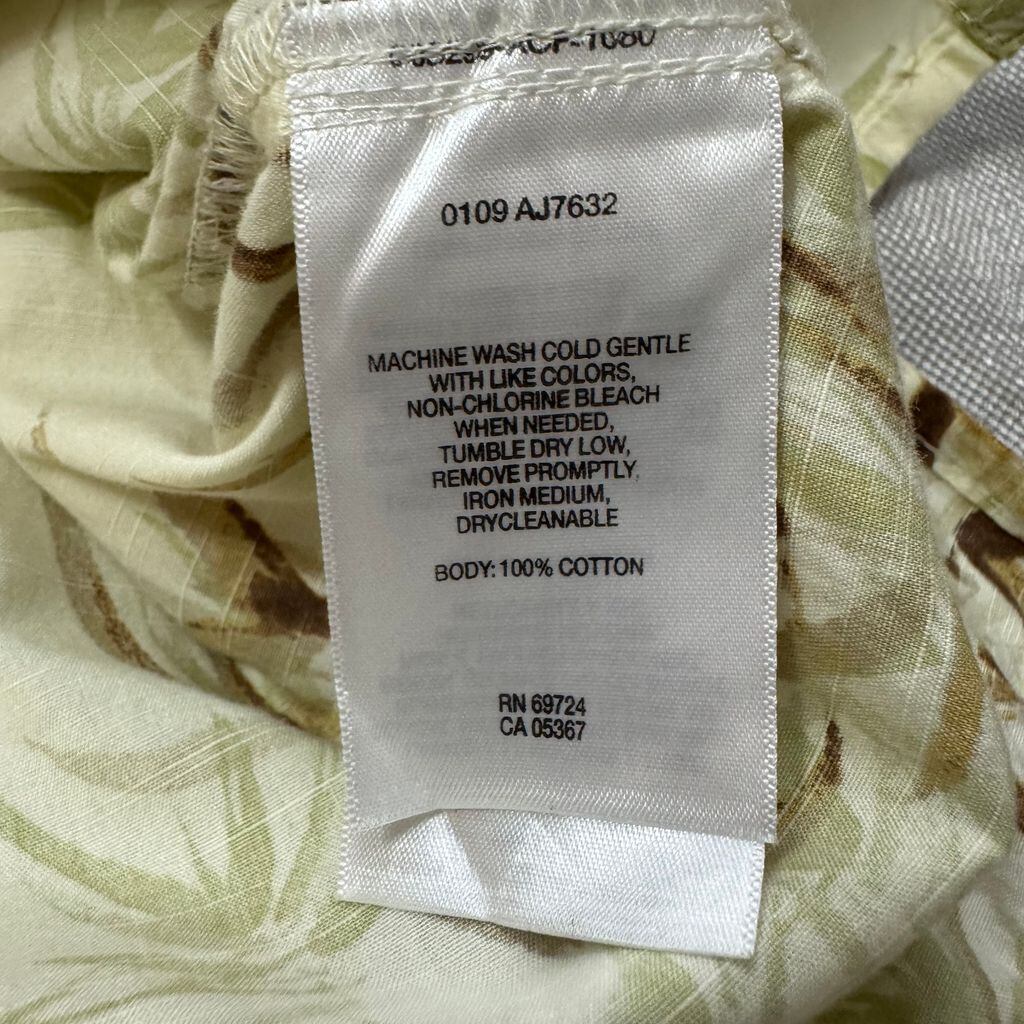 0109 AJ7632
MACHINE WASH COLD GENTLE
WITH LIKE COLORS,
NON-CHLORINE BLEACH
WHEN NEEDED,
TUMBLE DRY LOW,
REMOVE PROMPTLY,
IRON MEDIUM,
DRYCLEANABLE
BODY: 100% COTTON
RN 69724
CA 05367